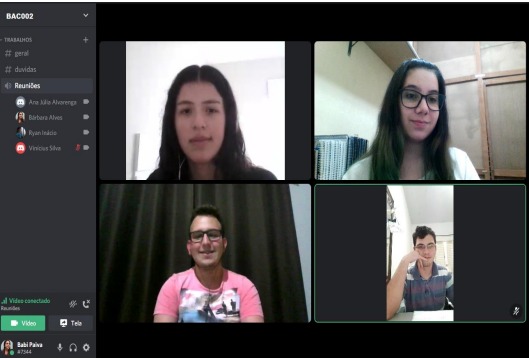 BAC002
TRABALHOS
# geral
# duvidas
Reuniões
Ana Júlia Alvarenga
Bárbara Alves
Ryan Inácio
Vinicius Silva
Vídeo conectado
Reuniões
Vídeo
Tela
Babi Paiva
#7344